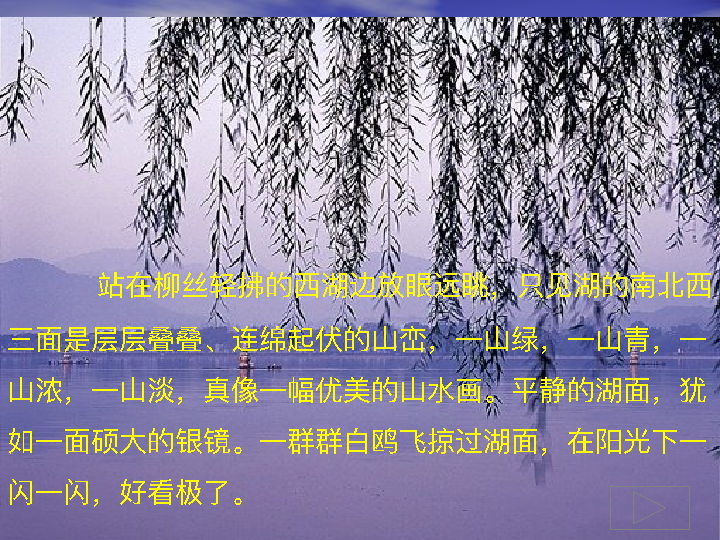 站在柳丝轻拂的西湖边放眼远眺，只见湖的南北西
三面是层层叠叠、连绵起伏的山峦，一山绿，一山青，一
山浓，一山淡，真像一幅优美的山水画。平静的湖面，犹
如一面硕大的银镜。一群群白鸥飞掠过湖面，在阳光下一
闪一闪，好看极了。